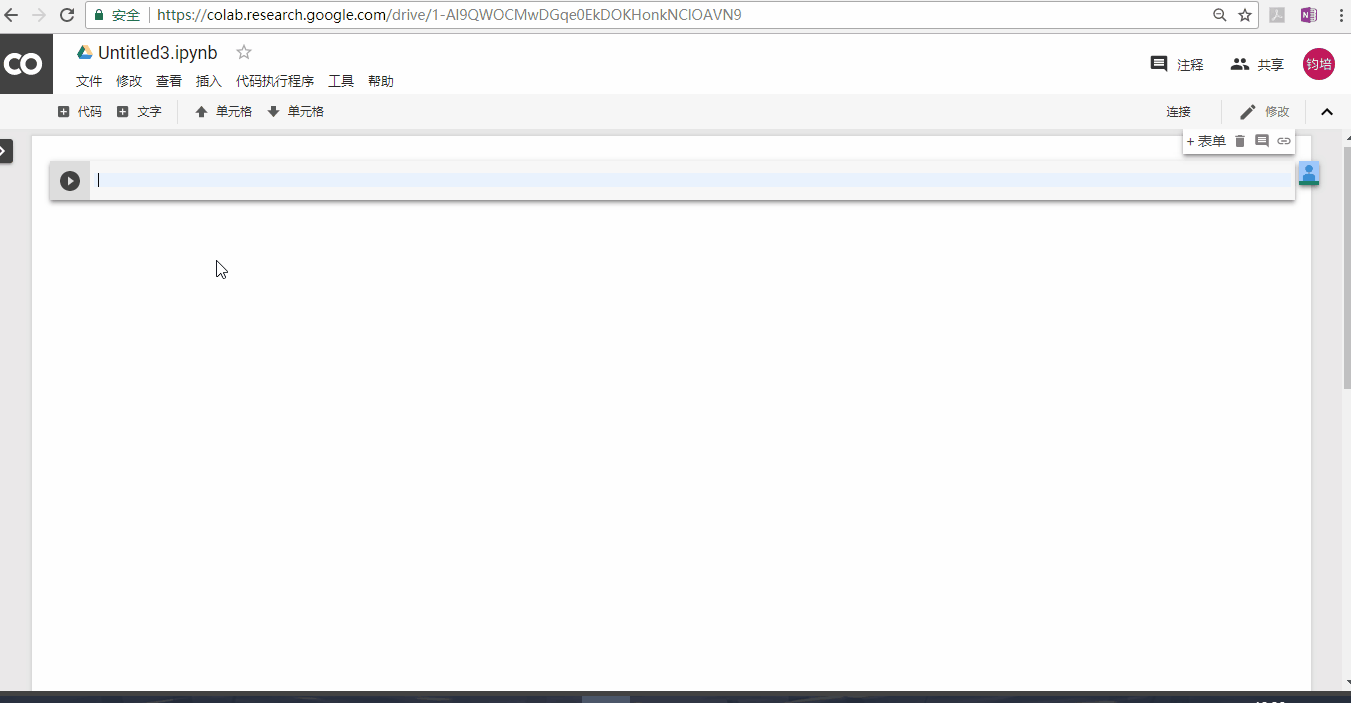 安全 https://colab.research.google.com/drive/1-AI9QWOCMwDGqe0EkDOKHonkNClOAVN9
CO Untitled3.ipynb
文件 修改 查看 插入 代码执行程序 工具 帮助
注释 共享 钧培
代码 文字 单元格 单元格 连接 修改
+ 表单